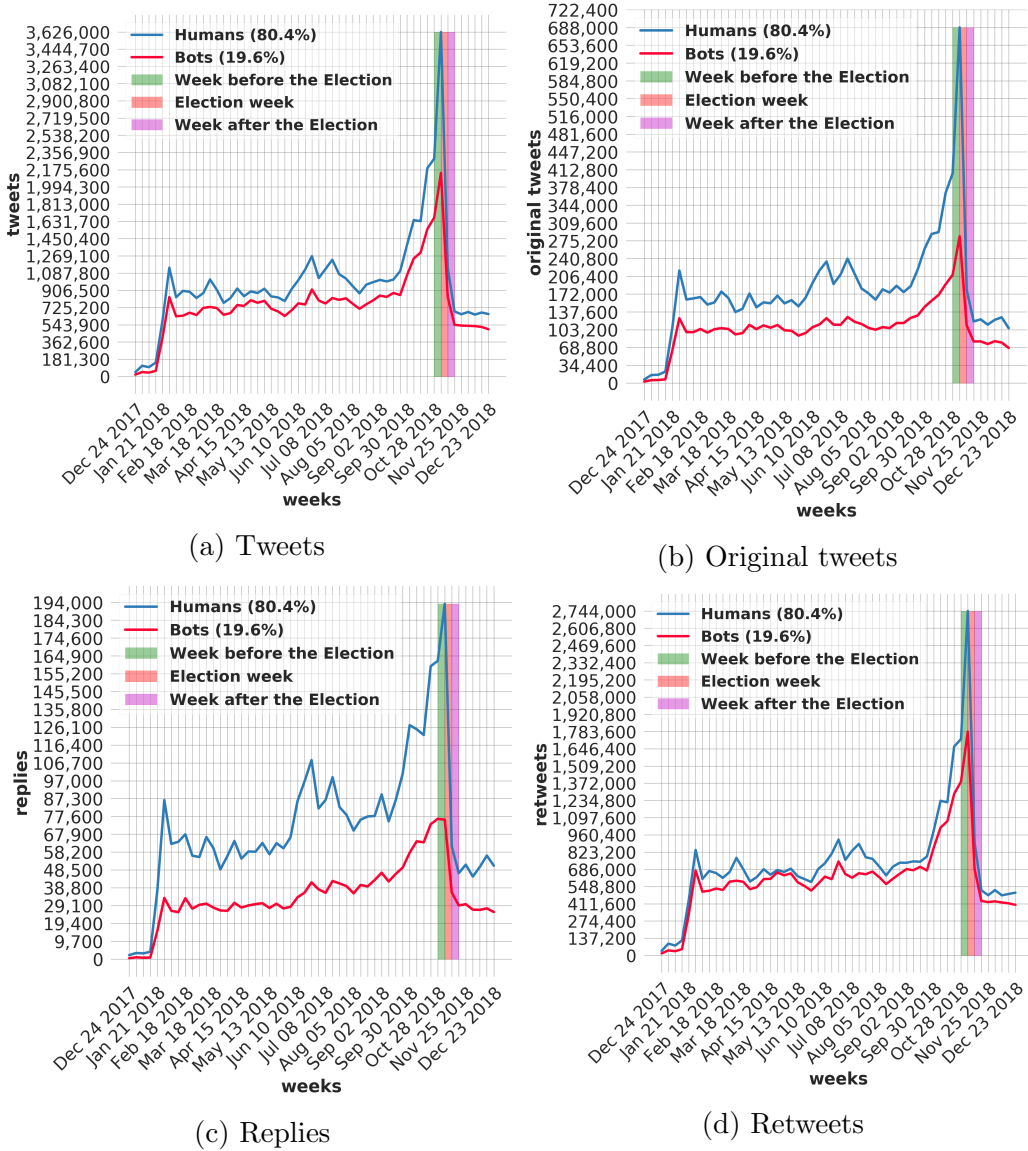 3,626,000
3,444,700
3,263,400
3,082,100
2,900,800
2,719,500
2,538,200
2,356,900
2,175,600
1,994,300
1,813,000
1,631,700
1,450,400
1,269,100
1,087,800
906,500
725,200
543,900
362,600
181,300
0
tweets
Humans (80.4%)
Bots (19.6%)
Week before the Election
Election week
Week after the Election
Dec 24 2017
Jan 21 2018
Feb 18 2018
Mar 18 2018
Apr 15 2018
May 13 2018
Jun 10 2018
Jul 08 2018
Aug 05 2018
Sep 02 2018
Sep 30 2018
Oct 28 2018
Nov 25 2018
Dec 23 2018
weeks
(a) Tweets
722,400
688,000
653,600
619,200
584,800
550,400
516,000
481,600
447,200
412,800
378,400
344,000
309,600
275,200
240,800
206,400
172,000
137,600
103,200
68,800
34,400
0
original tweets
Humans (80.4%)
Bots (19.6%)
Week before the Election
Election week
Week after the Election
Dec 24 2017
Jan 21 2018
Feb 18 2018
Mar 18 2018
Apr 15 2018
May 13 2018
Jun 10 2018
Jul 08 2018
Aug 05 2018
Sep 02 2018
Sep 30 2018
Oct 28 2018
Nov 25 2018
Dec 23 2018
weeks
(b) Original tweets
194,000
184,300
174,600
164,900
155,200
145,500
135,800
126,100
116,400
106,700
97,000
87,300
77,600
67,900
58,200
48,500
38,800
29,100
19,400
9,700
0
replies
Humans (80.4%)
Bots (19.6%)
Week before the Election
Election week
Week after the Election
Dec 24 2017
Jan 21 2018
Feb 18 2018
Mar 18 2018
Apr 15 2018
May 13 2018
Jun 10 2018
Jul 08 2018
Aug 05 2018
Sep 02 2018
Sep 30 2018
Oct 28 2018
Nov 25 2018
Dec 23 2018
weeks
(c) Replies
2,744,000
2,606,800
2,469,600
2,332,400
2,195,200
2,058,000
1,920,800
1,783,600
1,646,400
1,509,200
1,372,000
1,234,800
1,097,600
960,400
823,200
686,000
548,800
411,600
274,400
137,200
0
retweets
Humans (80.4%)
Bots (19.6%)
Week before the Election
Election week
Week after the Election
Dec 24 2017
Jan 21 2018
Feb 18 2018
Mar 18 2018
Apr 15 2018
May 13 2018
Jun 10 2018
Jul 08 2018
Aug 05 2018
Sep 02 2018
Sep 30 2018
Oct 28 2018
Nov 25 2018
Dec 23 2018
weeks
(d) Retweets